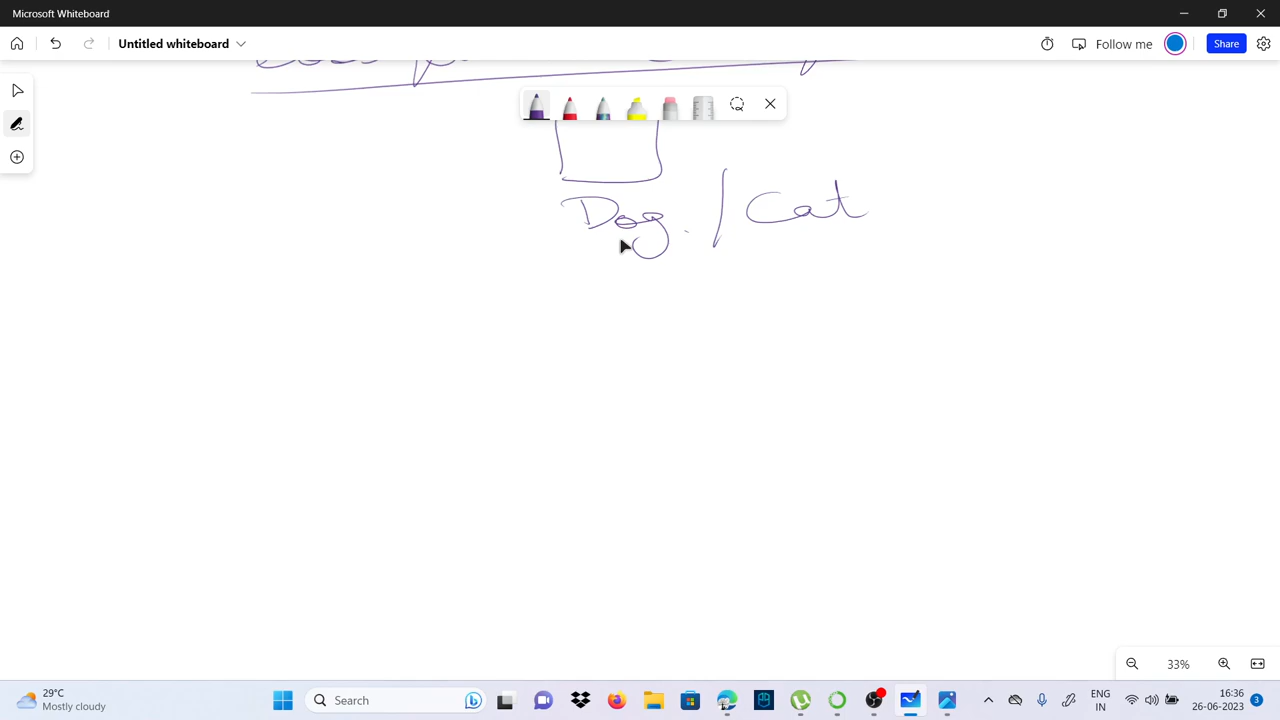 Microsoft Whiteboard
Untitled whiteboard
Follow me
Share
Dog. / Cat
33%
29°C
Mostly cloudy
Search
ENG
IN
16:36
26-06-2023
3